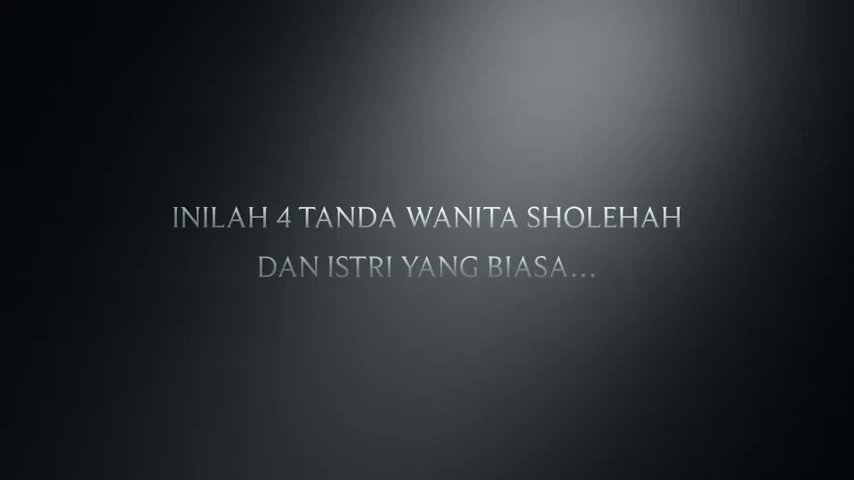 INILAH 4 TANDA WANITA SHOLEHAH
DAN ISTRI YANG BIASA...